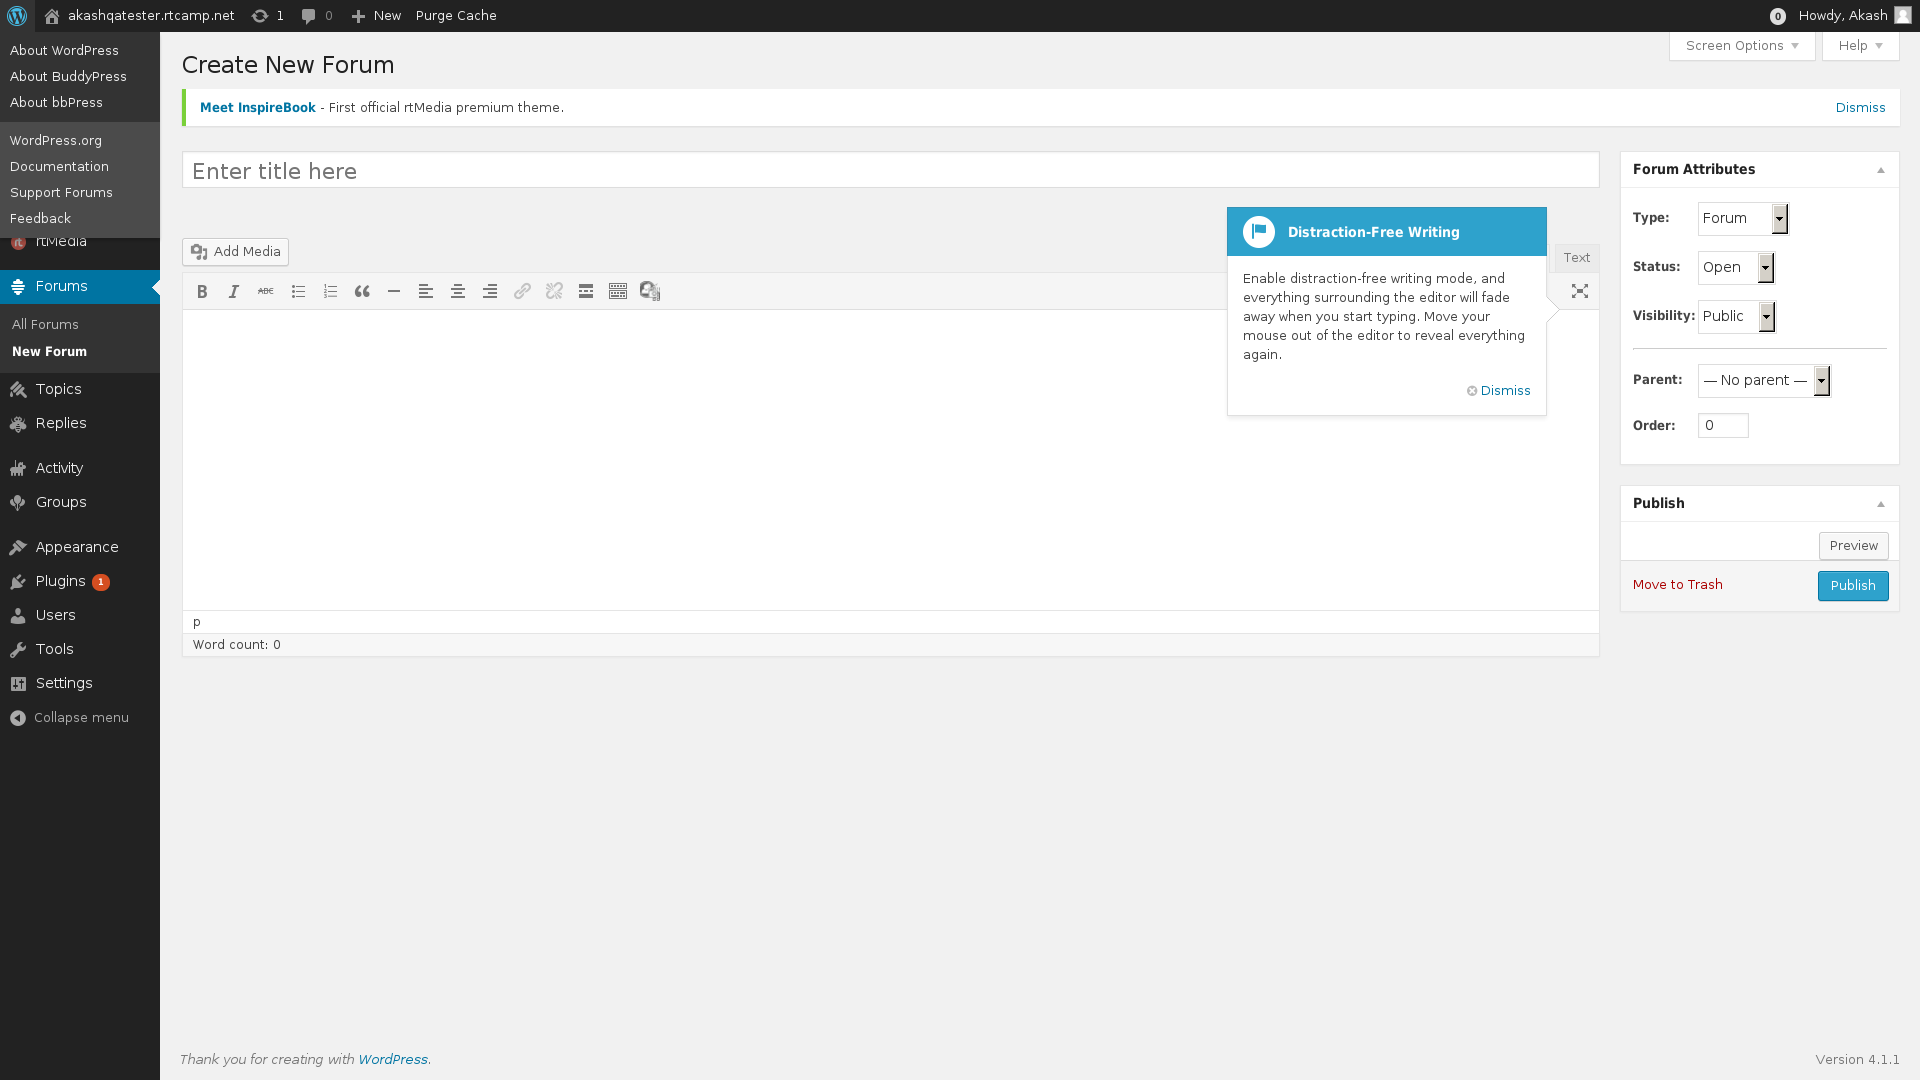 akashqatester.rtcamp.net 1 0 New Purge Cache 0 Howdy, Akash
About WordPress
About BuddyPress
About bbPress
WordPress.org
Documentation
Support Forums
Feedback
rtMedia
Forums
All Forums
New Forum
Topics
Replies
Activity
Groups
Appearance
Plugins 1
Users
Tools
Settings
Collapse menu
Screen Options Help
Create New Forum
Meet InspireBook - First official rtMedia premium theme. Dismiss
Enter title here
Add Media
Text
B I ABC
Distraction-Free Writing
Enable distraction-free writing mode, and
everything surrounding the editor will fade
away when you start typing. Move your
mouse out of the editor to reveal everything
again.
Dismiss
p
Word count: 0
Forum Attributes
Type: Forum
Status: Open
Visibility: Public
Parent: — No parent —
Order: 0
Publish
Preview
Move to Trash Publish
Thank you for creating with WordPress. Version 4.1.1